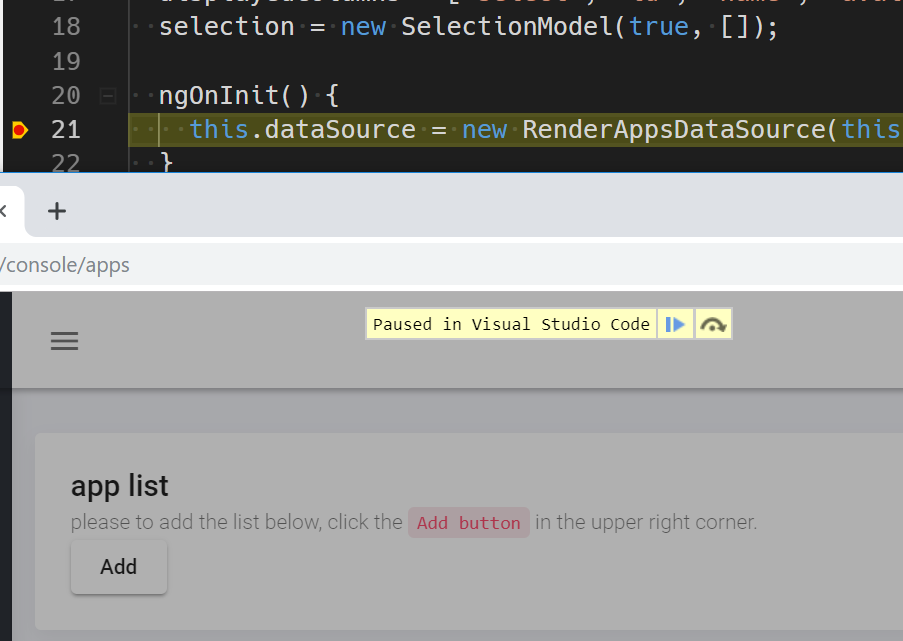 18 selection = new SelectionModel(true, []);
19
20 ngOnInit() {
21 this.dataSource = new RenderAppsDataSource(this
22 }
/console/apps
Paused in Visual Studio Code
app list
please to add the list below, click the Add button in the upper right corner.
Add